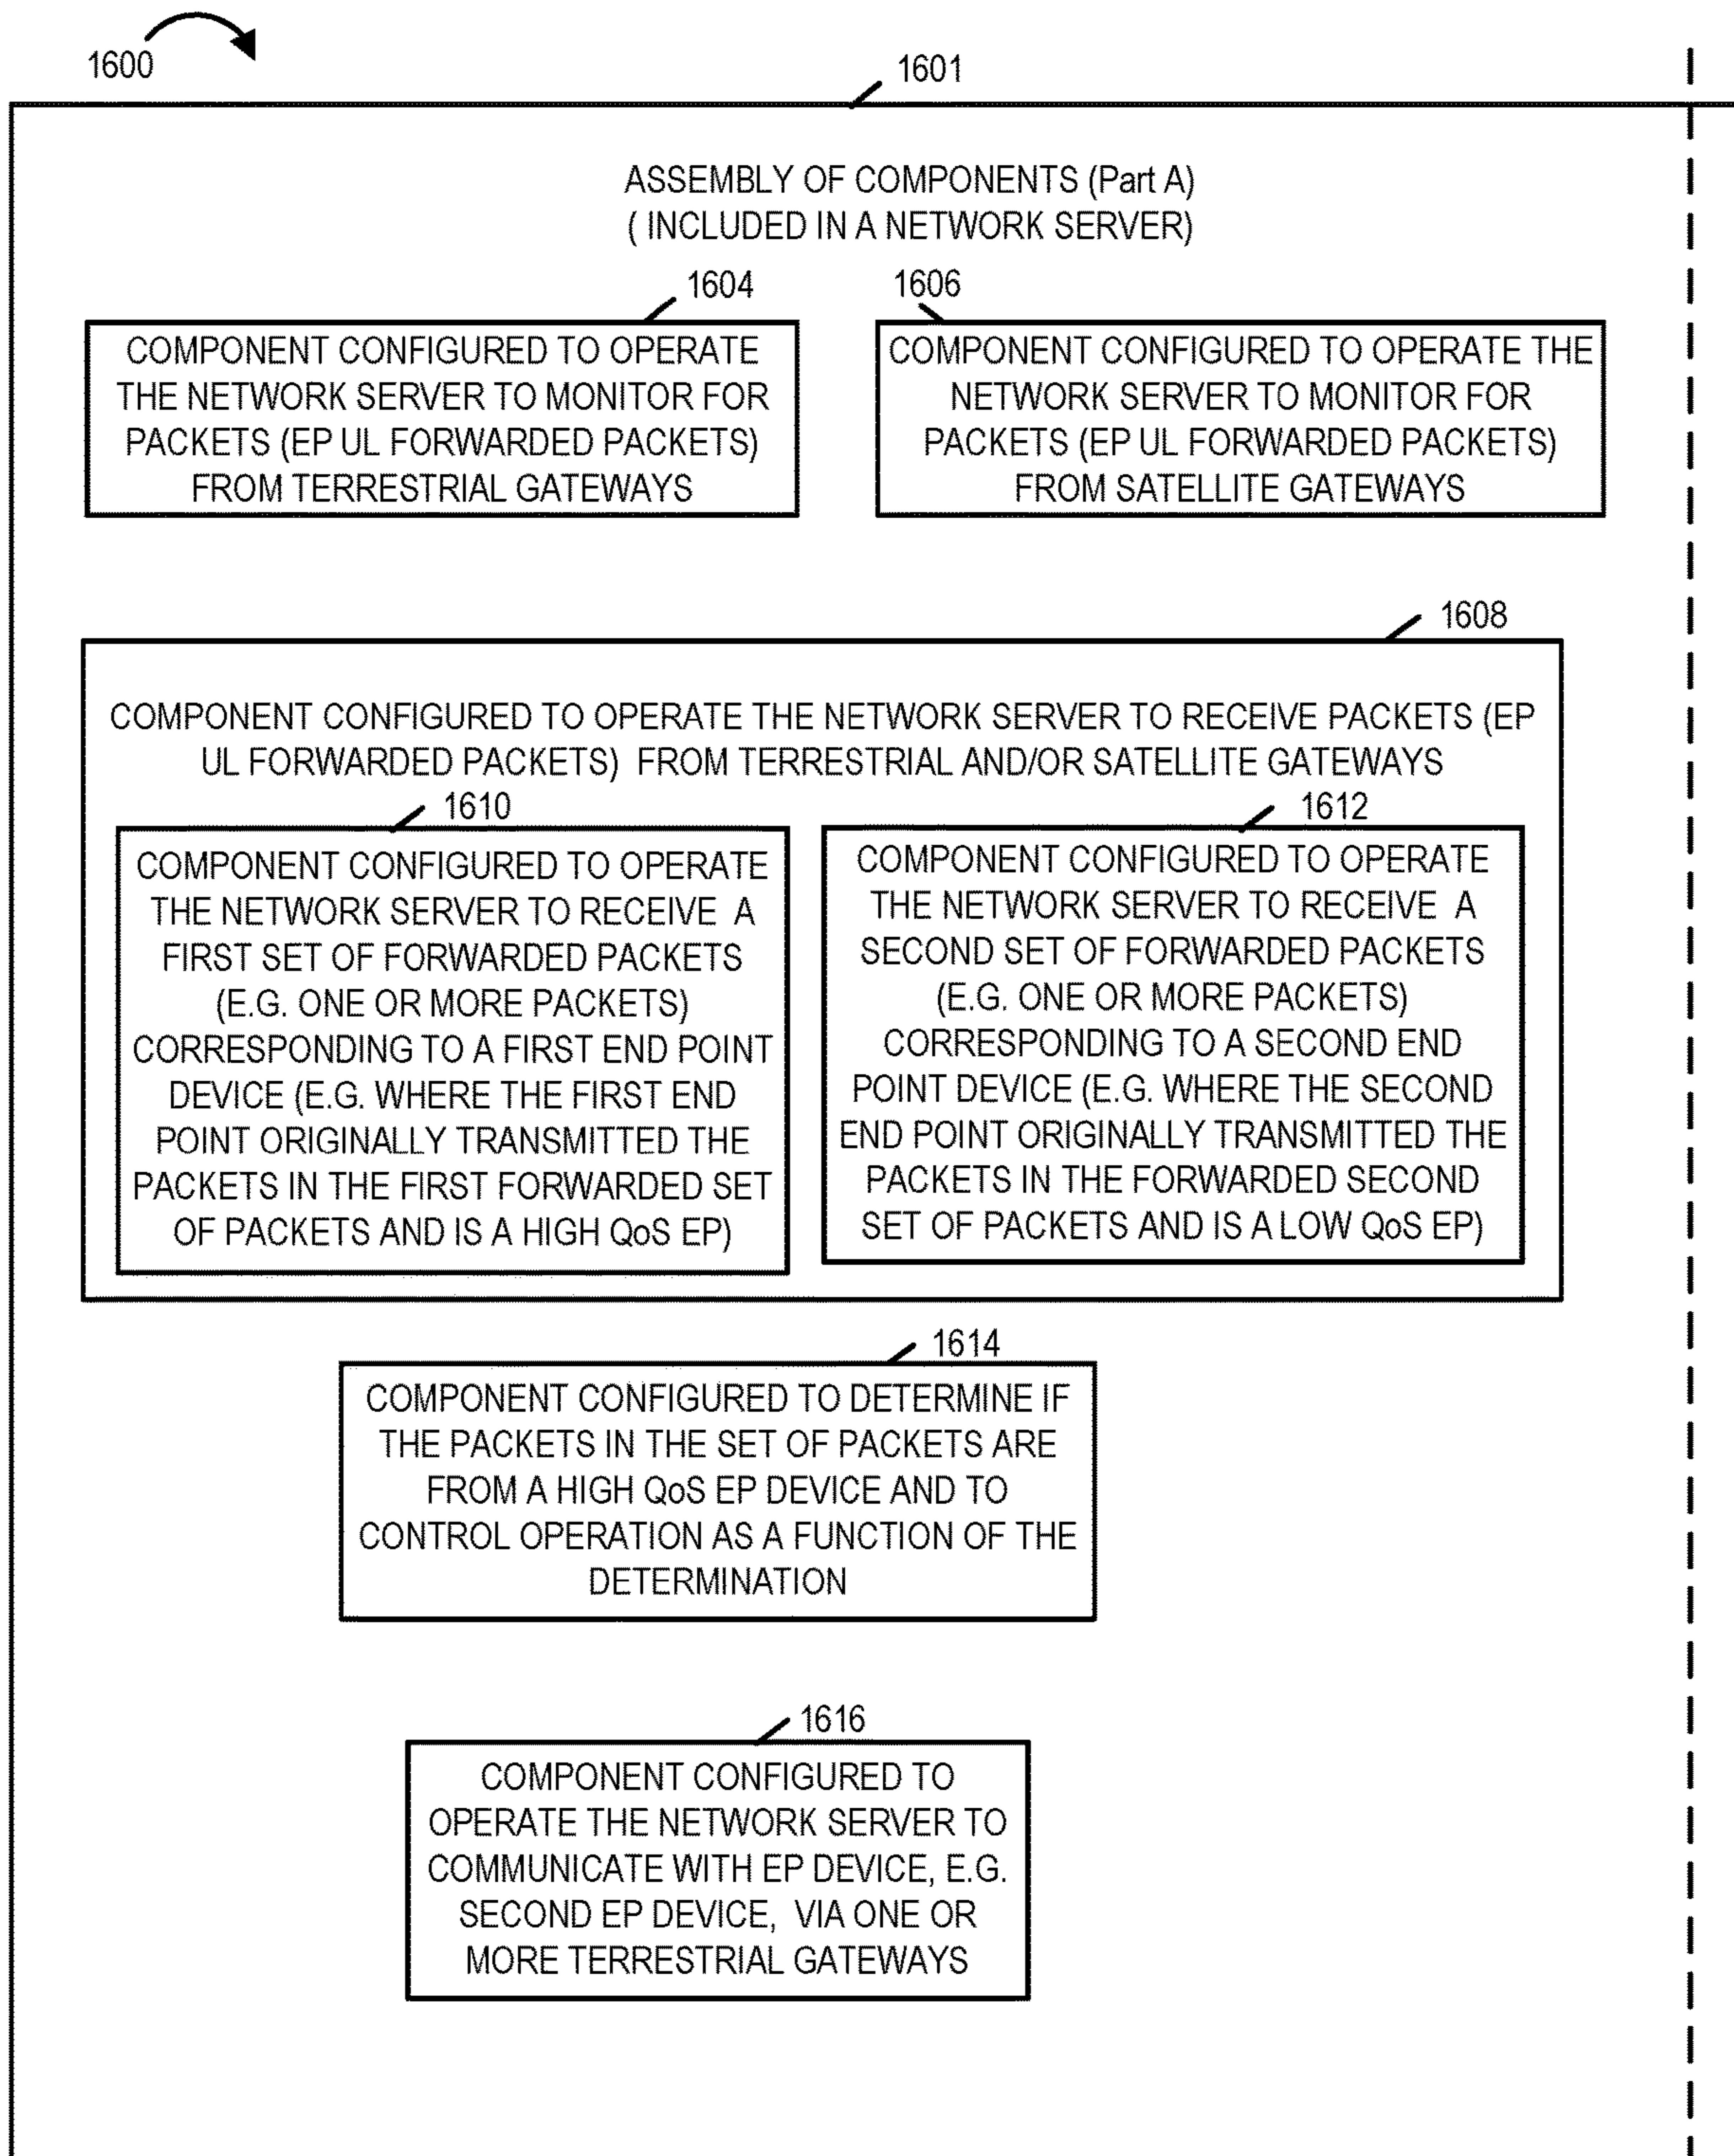 1600
1601
ASSEMBLY OF COMPONENTS (Part A)
( INCLUDED IN A NETWORK SERVER)
1604
COMPONENT CONFIGURED TO OPERATE
THE NETWORK SERVER TO MONITOR FOR
PACKETS (EP UL FORWARDED PACKETS)
FROM TERRESTRIAL GATEWAYS
1606
COMPONENT CONFIGURED TO OPERATE THE
NETWORK SERVER TO MONITOR FOR
PACKETS (EP UL FORWARDED PACKETS)
FROM SATELLITE GATEWAYS
1608
COMPONENT CONFIGURED TO OPERATE THE NETWORK SERVER TO RECEIVE PACKETS (EP
UL FORWARDED PACKETS) FROM TERRESTRIAL AND/OR SATELLITE GATEWAYS
1610
COMPONENT CONFIGURED TO OPERATE
THE NETWORK SERVER TO RECEIVE A
FIRST SET OF FORWARDED PACKETS
(E.G. ONE OR MORE PACKETS)
CORRESPONDING TO A FIRST END POINT
DEVICE (E.G. WHERE THE FIRST END
POINT ORIGINALLY TRANSMITTED THE
PACKETS IN THE FIRST FORWARDED SET
OF PACKETS AND IS A HIGH QoS EP)
1612
COMPONENT CONFIGURED TO OPERATE
THE NETWORK SERVER TO RECEIVE A
SECOND SET OF FORWARDED PACKETS
(E.G. ONE OR MORE PACKETS)
CORRESPONDING TO A SECOND END
POINT DEVICE (E.G. WHERE THE SECOND
END POINT ORIGINALLY TRANSMITTED THE
PACKETS IN THE FORWARDED SECOND
SET OF PACKETS AND IS A LOW QoS EP)
1614
COMPONENT CONFIGURED TO DETERMINE IF
THE PACKETS IN THE SET OF PACKETS ARE
FROM A HIGH QoS EP DEVICE AND TO
CONTROL OPERATION AS A FUNCTION OF THE
DETERMINATION
1616
COMPONENT CONFIGURED TO
OPERATE THE NETWORK SERVER TO
COMMUNICATE WITH EP DEVICE, E.G.
SECOND EP DEVICE, VIA ONE OR
MORE TERRESTRIAL GATEWAYS